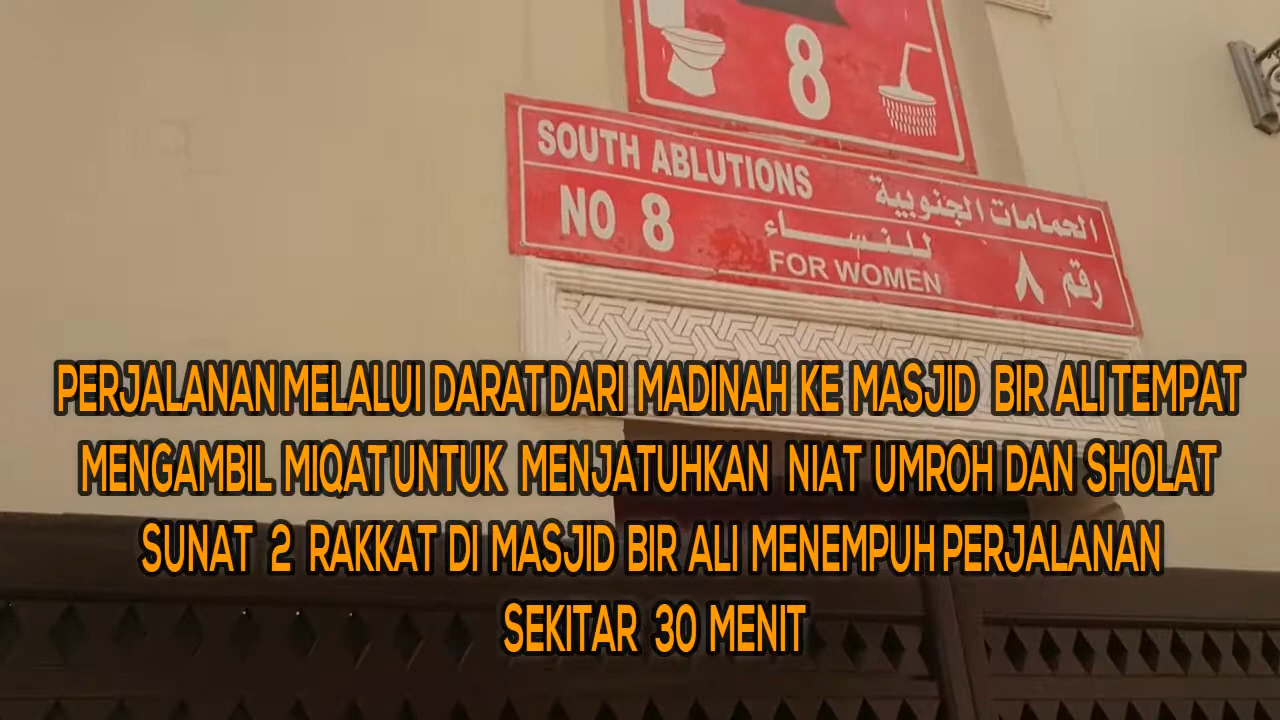 8
SOUTH ABLUTIONS
الحمامات الجنوبية
NO 8
للنساء
رقم ٨
FOR WOMEN
PERJALANAN MELALUI DARAT DARI MADINAH KE MASJID BIR ALI TEMPAT
MENGAMBIL MIQAT UNTUK MENJATUHKAN NIAT UMROH DAN SHOLAT
SUNAT 2 RAKKAT DI MASJID BIR ALI MENEMPUH PERJALANAN
SEKITAR 30 MENIT